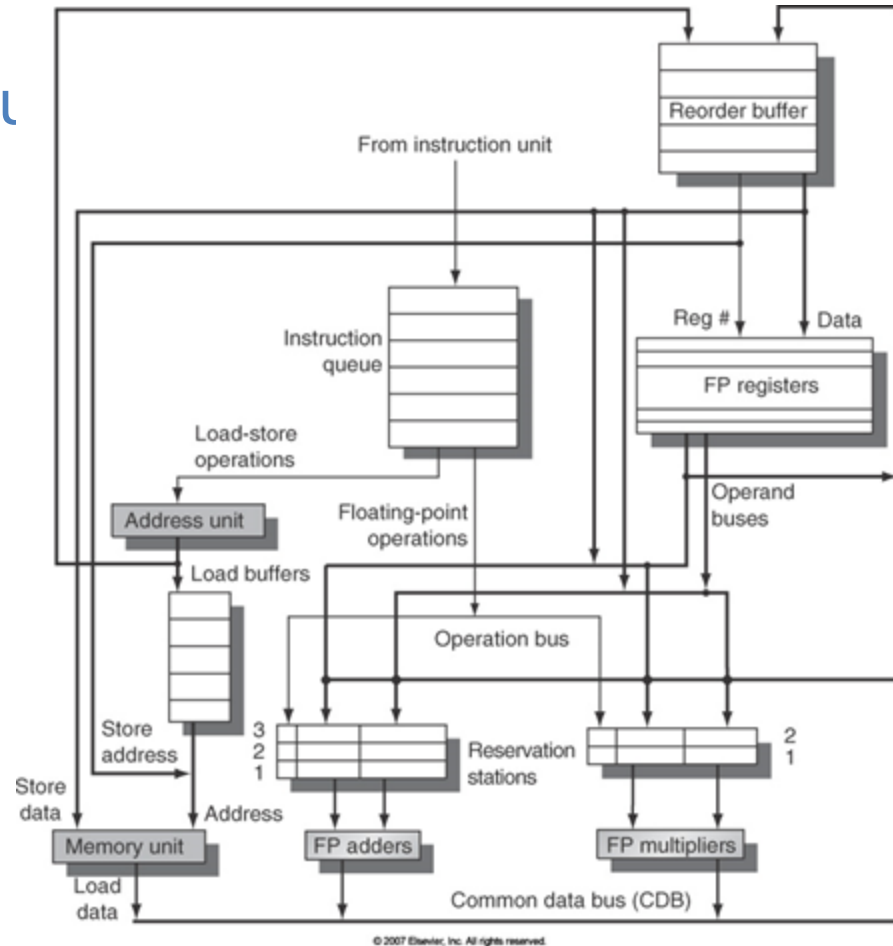 Reorder buffer
From instruction unit
Reg #
Data
Instruction
queue
FP registers
Load-store
operations
Operand
buses
Address unit
Floating-point
operations
Load buffers
Operation bus
Store
address
3
2
1
Reservation
stations
2
1
Store
data
Address
Memory unit
FP adders
FP multipliers
Load
data
Common data bus (CDB)
© 2007 Elsevier, Inc. All rights reserved.